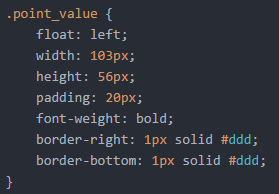 .point_value {
    float: left;
    width: 103px;
    height: 56px;
    padding: 20px;
    font-weight: bold;
    border-right: 1px solid #ddd;
    border-bottom: 1px solid #ddd;
}